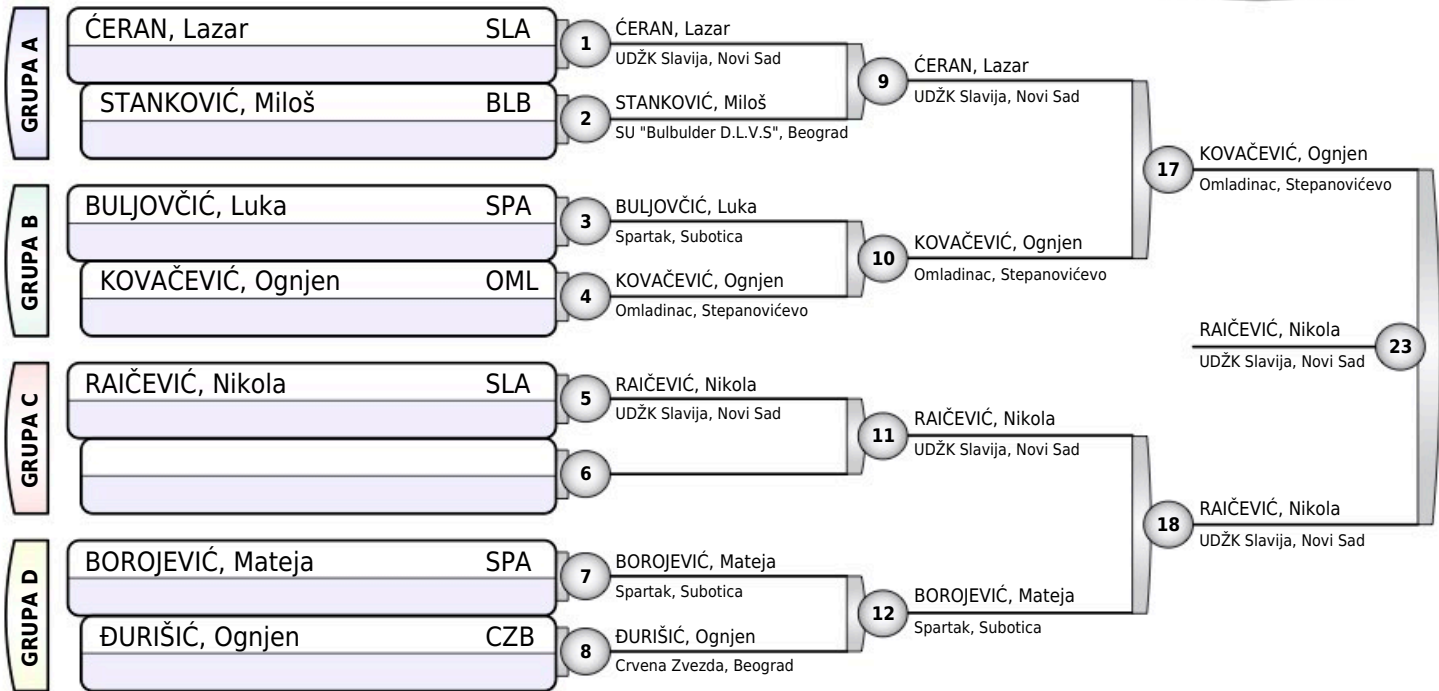 GRUPA A
ĆERAN, Lazar SLA
STANKOVIĆ, Miloš BLB
GRUPA B
BULJOVČIĆ, Luka SPA
KOVAČEVIĆ, Ognjen OML
GRUPA C
RAIČEVIĆ, Nikola SLA
GRUPA D
BOROJEVIĆ, Mateja SPA
ĐURIŠIĆ, Ognjen CZB
1
ĆERAN, Lazar
UDŽK Slavija, Novi Sad
2
STANKOVIĆ, Miloš
SU "Bulbulder D.L.V.S", Beograd
3
BULJOVČIĆ, Luka
Spartak, Subotica
4
KOVAČEVIĆ, Ognjen
Omladinac, Stepanovićevo
5
RAIČEVIĆ, Nikola
UDŽK Slavija, Novi Sad
6
7
BOROJEVIĆ, Mateja
Spartak, Subotica
8
ĐURIŠIĆ, Ognjen
Crvena Zvezda, Beograd
9
ĆERAN, Lazar
UDŽK Slavija, Novi Sad
10
KOVAČEVIĆ, Ognjen
Omladinac, Stepanovićevo
11
RAIČEVIĆ, Nikola
UDŽK Slavija, Novi Sad
12
BOROJEVIĆ, Mateja
Spartak, Subotica
17
KOVAČEVIĆ, Ognjen
Omladinac, Stepanovićevo
18
RAIČEVIĆ, Nikola
UDŽK Slavija, Novi Sad
RAIČEVIĆ, Nikola
UDŽK Slavija, Novi Sad
23